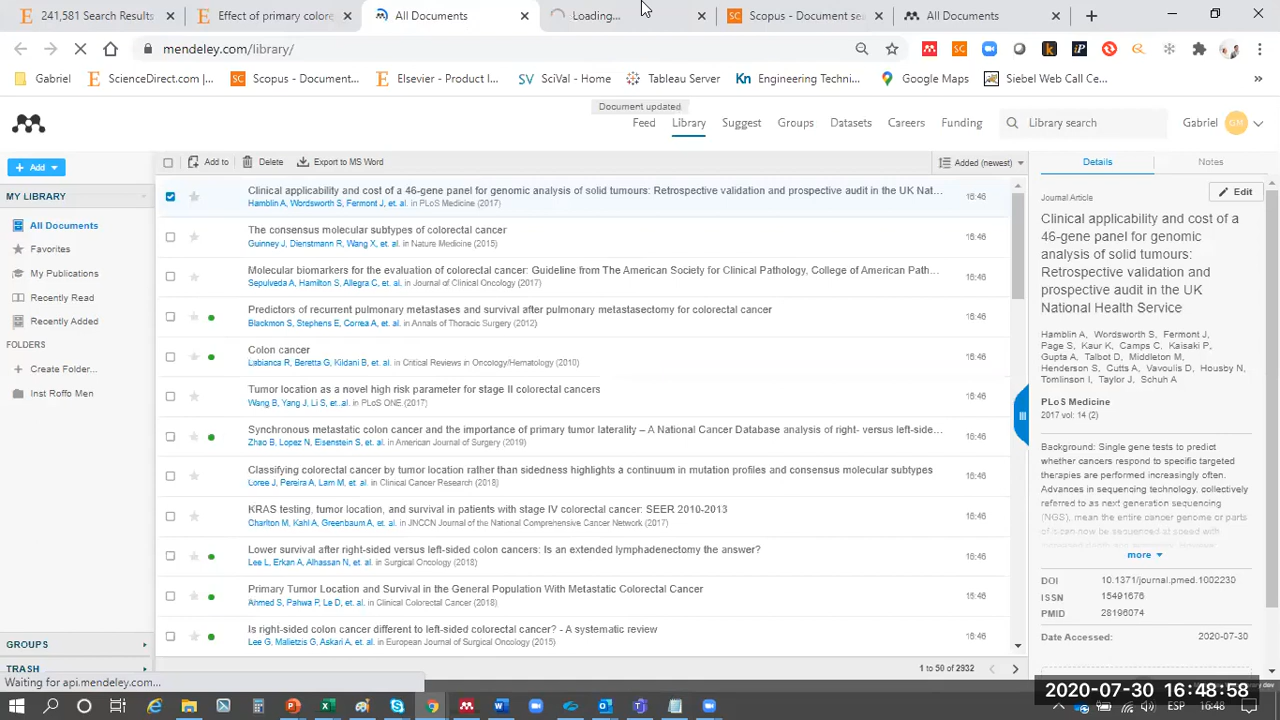 241,581 Search Results
Effect of primary colore
All Documents
Loading...
Scopus - Document se
All Documents
mendeley.com/library/
Gabriel
ScienceDirect.com |...
Scopus - Document...
Elsevier - Product I...
SciVal - Home
Tableau Server
Engineering Techni...
Google Maps
Siebel Web Call Ce...
Document updated
Feed
Library
Suggest
Groups
Datasets
Careers
Funding
Library search
Gabriel
Add
Add to
Delete
Export to MS Word
Added (newest)
Details
Notes
MY LIBRARY
All Documents
Favorites
My Publications
Recently Read
Recently Added
FOLDERS
Create Folder...
Inst Roffo Men
GROUPS
TRASH
Clinical applicability and cost of a 46-gene panel for genomic analysis of solid tumours: Retrospective validation and prospective audit in the UK Nat...
Hamblin A, Wordsworth S, Fermont J, et. al. in PLoS Medicine (2017)
16:46
The consensus molecular subtypes of colorectal cancer
Guinney J, Dienstmann R, Wang X, et. al. in Nature Medicine (2015)
16:46
Molecular biomarkers for the evaluation of colorectal cancer: Guideline from The American Society for Clinical Pathology, College of American Path...
Sepulveda A, Hamilton S, Allegra C, et. al. in Journal of Clinical Oncology (2017)
16:46
Predictors of recurrent pulmonary metastases and survival after pulmonary metastasectomy for colorectal cancer
Blackmon S, Stephens E, Correa A, et. al. in Annals of Thoracic Surgery (2012)
16:46
Colon cancer
Labianca R, Beretta G, Kildani B, et. al. in Critical Reviews in Oncology/Hematology (2010)
16:46
Tumor location as a novel high risk parameter for stage II colorectal cancers
Wang B, Yang J, Li S, et. al. in PLoS ONE (2017)
16:46
Synchronous metastatic colon cancer and the importance of primary tumor laterality – A National Cancer Database analysis of right- versus left-side...
Zhao B, Lopez N, Eisenstein S, et. al. in American Journal of Surgery (2019)
16:46
Classifying colorectal cancer by tumor location rather than sidedness highlights a continuum in mutation profiles and consensus molecular subtypes
Loree J, Pereira A, Lam M, et. al. in Clinical Cancer Research (2018)
16:46
KRAS testing, tumor location, and survival in patients with stage IV colorectal cancer: SEER 2010-2013
Charlton M, Kahl A, Greenbaum A, et. al. in JNCCN Journal of the National Comprehensive Cancer Network (2017)
16:46
Lower survival after right-sided versus left-sided colon cancers: Is an extended lymphadenectomy the answer?
Lee L, Erkan A, Alhassan N, et. al. in Surgical Oncology (2018)
16:46
Primary Tumor Location and Survival in the General Population With Metastatic Colorectal Cancer
Ahmed S, Pahwa P, Le D, et. al. in Clinical Colorectal Cancer (2018)
16:46
Is right-sided colon cancer different to left-sided colorectal cancer? - A systematic review
Lee G, Malietzis G, Askari A, et. al. in European Journal of Surgical Oncology (2015)
16:46
1 to 50 of 2932
Journal Article
Edit
Clinical applicability and cost of a
46-gene panel for genomic
analysis of solid tumours:
Retrospective validation and
prospective audit in the UK
National Health Service
Hamblin A, Wordsworth S, Fermont J,
Page S, Kaur K, Camps C, Kaisaki P,
Gupta A, Talbot D, Middleton M,
Henderson S, Cutts A, Vavoulis D, Housby N,
Tomlinson I, Taylor J, Schuh A
PLoS Medicine
2017 vol: 14 (2)
Background: Single gene tests to predict
whether cancers respond to specific targeted
therapies are performed increasingly often.
Advances in sequencing technology, collectively
referred to as next generation sequencing
(NGS), mean the entire cancer genome or parts
of it can now be sequenced at speed with
more
DOI 10.1371/journal.pmed.1002230
ISSN 15491676
PMID 28196074
Date Accessed: 2020-07-30
Waiting for api.mendeley.com...
2020-07-30 16:48:58
ESP
16:48